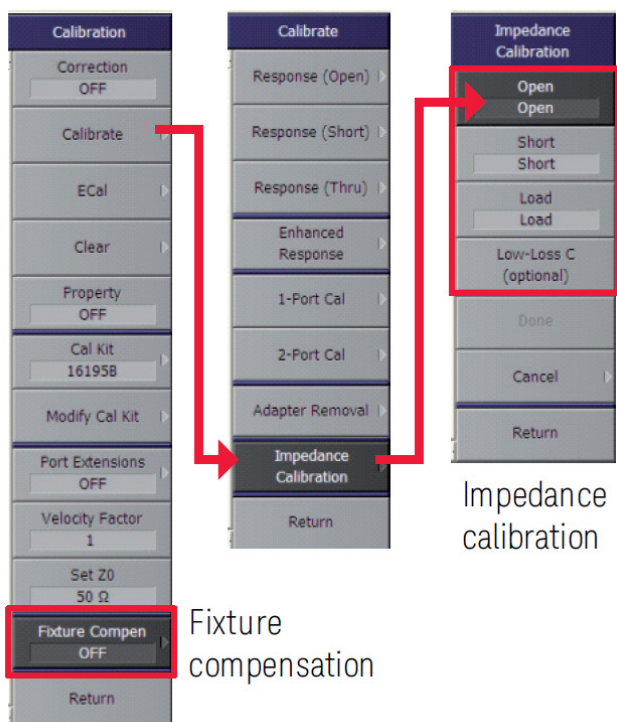 Calibration
Correction
OFF
Calibrate
ECal
Clear
Property
OFF
Cal Kit
16195B
Modify Cal Kit
Port Extensions
OFF
Velocity Factor
1
Set Z0
50 Ω
Fixture Compen
OFF
Return
Fixture
compensation
Calibrate
Response (Open)
Response (Short)
Response (Thru)
Enhanced
Response
1-Port Cal
2-Port Cal
Adapter Removal
Impedance
Calibration
Return
Impedance
Calibration
Open
Open
Short
Short
Load
Load
Low-Loss C
(optional)
Done
Cancel
Return
Impedance
calibration